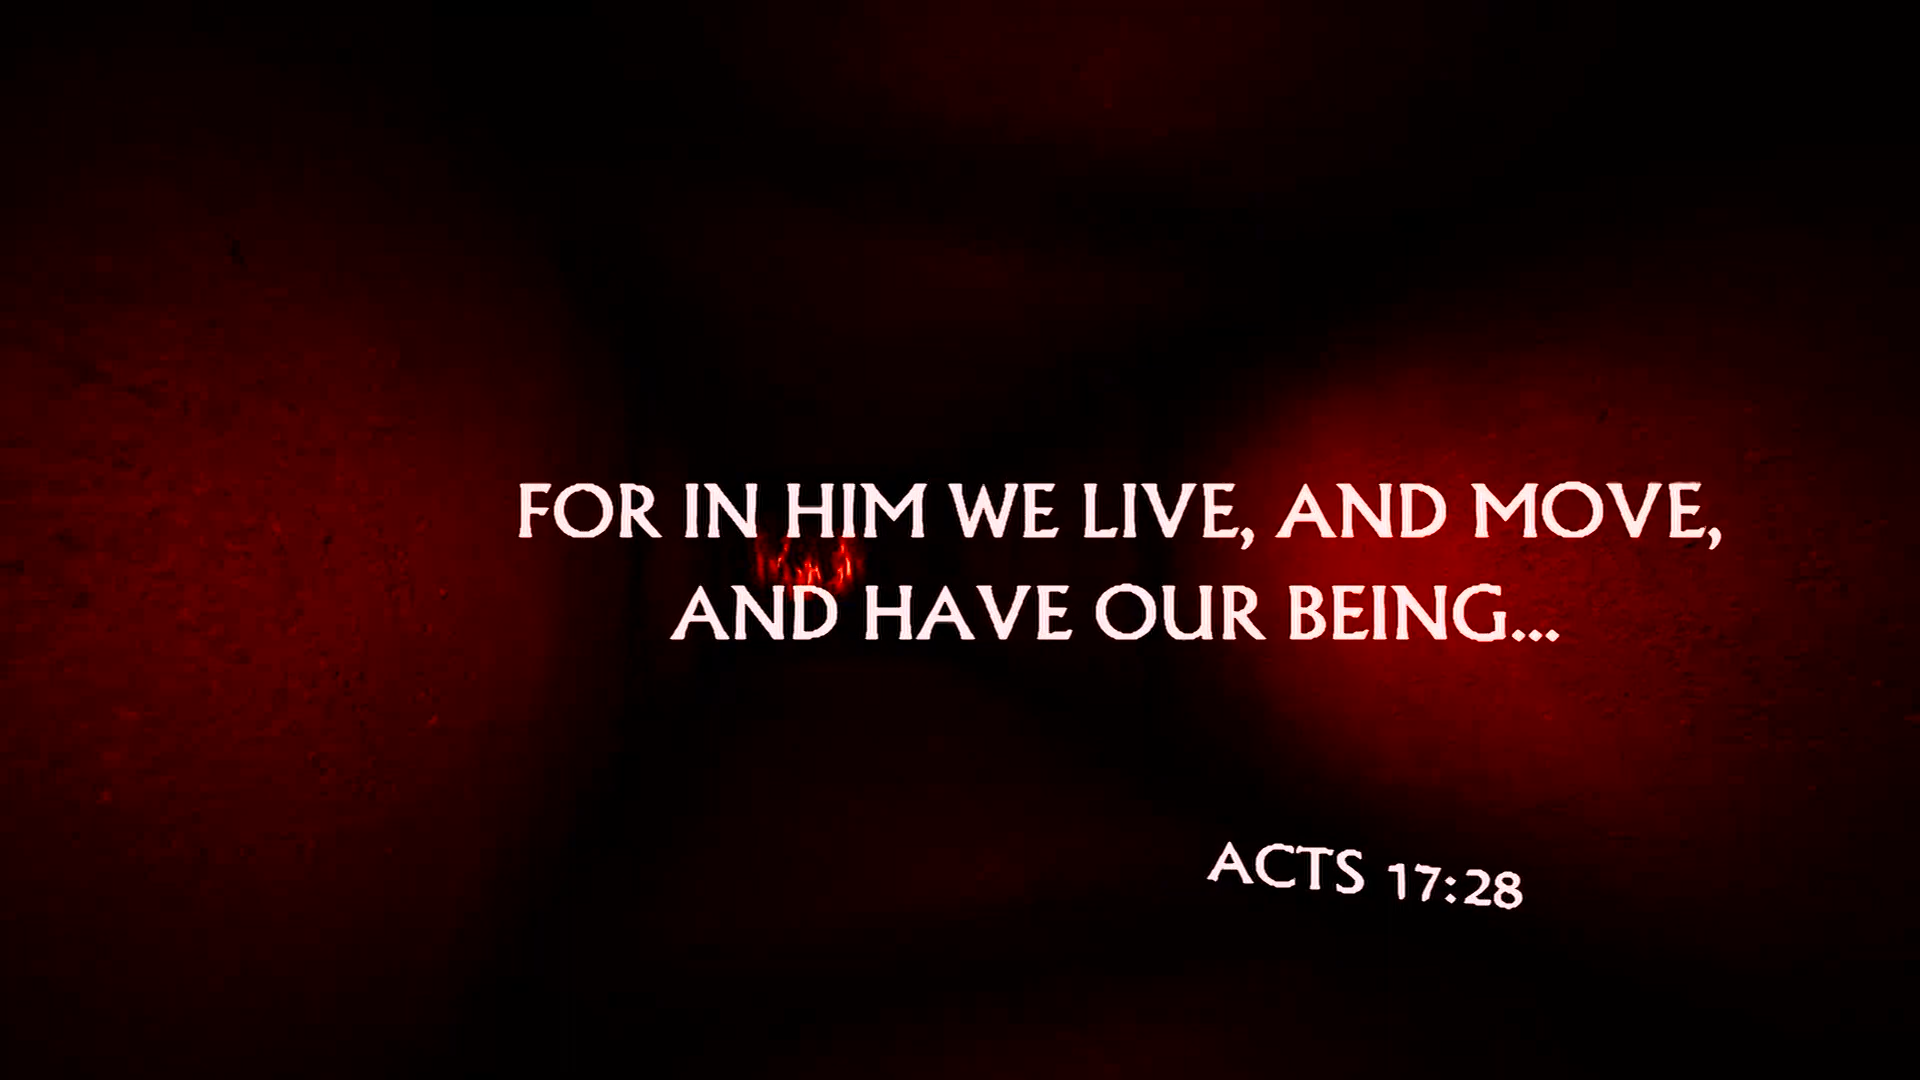 FOR IN HIM WE LIVE, AND MOVE,
AND HAVE OUR BEING...
ACTS 17:28